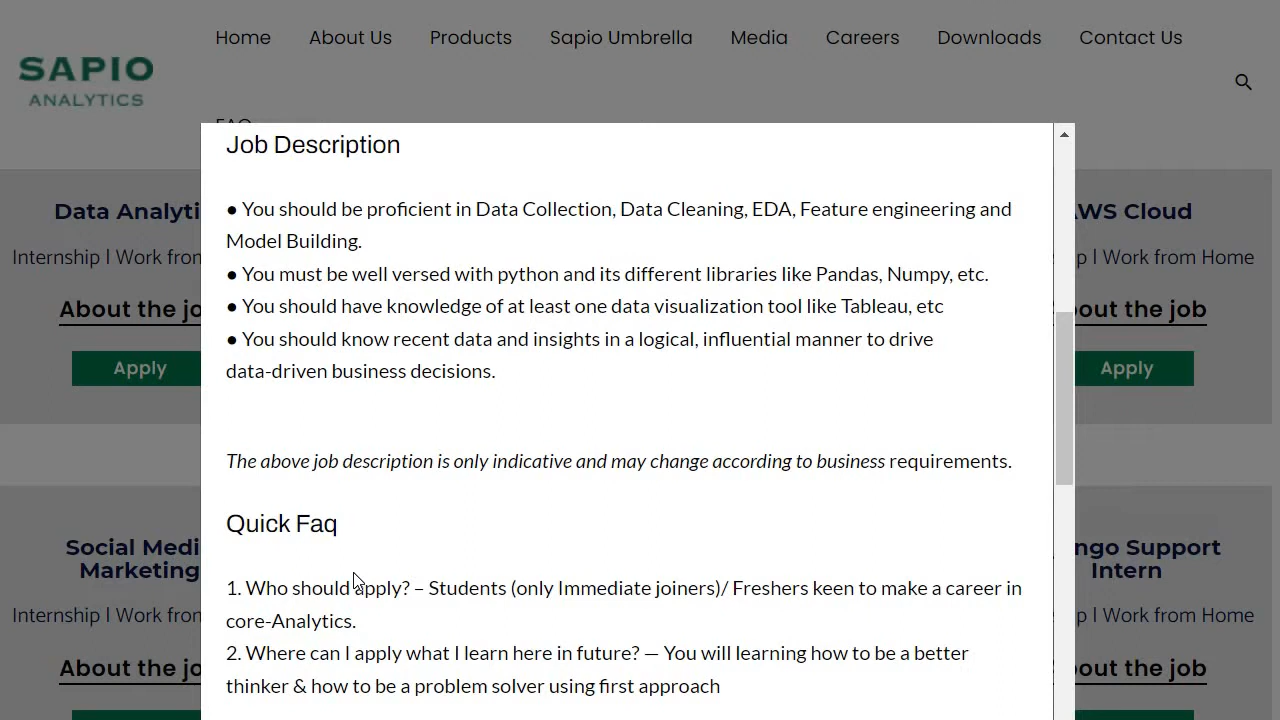 Home About Us Products Sapio Umbrella Media Careers Downloads Contact Us
SAPIO
ANALYTICS
FAQ
Job Description
Data Analyti
AWS Cloud
● You should be proficient in Data Collection, Data Cleaning, EDA, Feature engineering and
Model Building.
Internship l Work fron
p l Work from Home
● You must be well versed with python and its different libraries like Pandas, Numpy, etc.
● You should have knowledge of at least one data visualization tool like Tableau, etc
About the jo
out the job
● You should know recent data and insights in a logical, influential manner to drive
data-driven business decisions.
Apply
Apply
The above job description is only indicative and may change according to business requirements.
Quick Faq
Social Medi
Marketing
ngo Support
Intern
1. Who should apply? – Students (only Immediate joiners)/ Freshers keen to make a career in
core-Analytics.
Internship l Work fron
p l Work from Home
2. Where can I apply what I learn here in future? — You will learning how to be a better
thinker & how to be a problem solver using first approach
About the jo
out the job